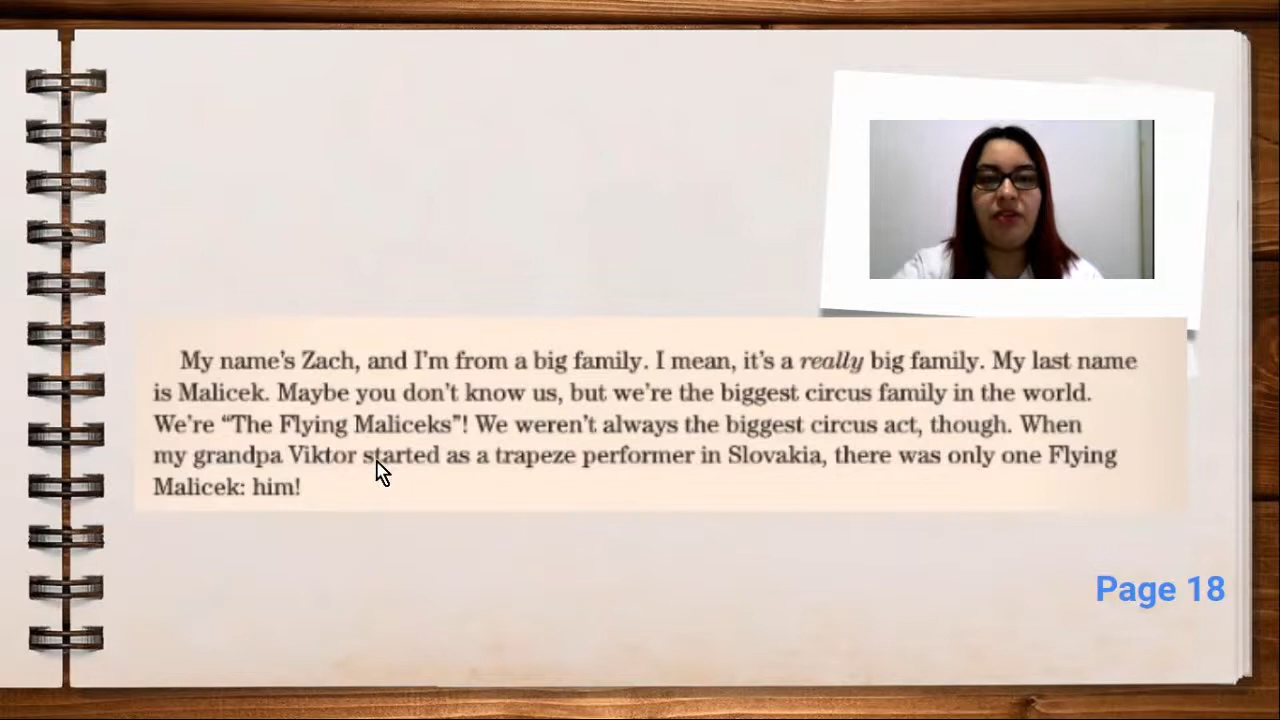 My name's Zach, and I'm from a big family. I mean, it's a really big family. My last name
is Malicek. Maybe you don't know us, but we're the biggest circus family in the world.
We're “The Flying Maliceks”! We weren't always the biggest circus act, though. When
my grandpa Viktor started as a trapeze performer in Slovakia, there was only one Flying
Malicek: him!
Page 18